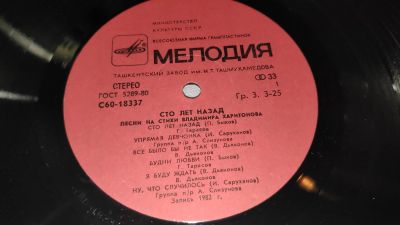 МИНИСТЕРСТВО
КУЛЬТУРЫ СССР
ВСЕСОЮЗНАЯ ФИРМА ГРАМПЛАСТИНОК
МЕЛОДИЯ
ТАШКЕНТСКИЙ ЗАВОД ИМ. М.Т. ТАШМУХАМЕДОВА
СТЕРЕО
ГОСТ 5289-80
С60-18337
33
1
Гр. 3. 3-25
СТО ЛЕТ НАЗАД
ПЕСНИ НА СТИХИ ВЛАДИМИРА ХАРИТОНОВА
СТО ЛЕТ НАЗАД (П. Быков)
Г. Тарасов
УПРЯМАЯ ДЕВЧОНКА (И. Саруханов)
Группа п/р А. Слизунова
ВСЕ БЫЛО БЫ НЕ ТАК (В. Дьяконов)
В. Дьяконов
БУДНИ ЛЮБВИ (П. Быков)
Г. Тарасов
Я БУДУ ЖДАТЬ (В. Дьяконов)
В. Дьяконов
НУ, ЧТО СЛУЧИЛОСЬ (И. Саруханов)
Группа п/р А. Слизунова
Запись 1982 г.